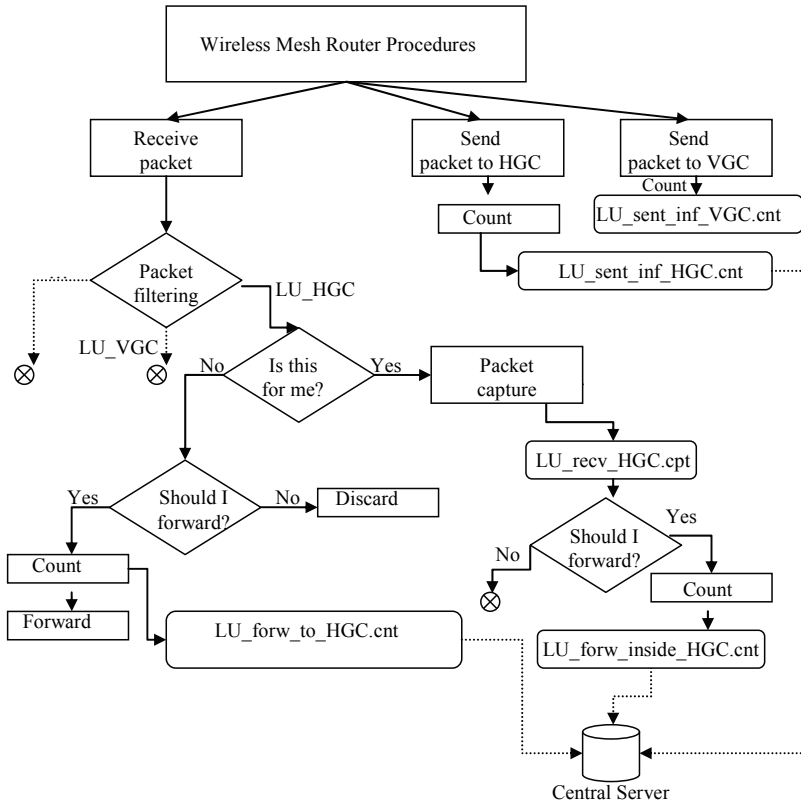 Wireless Mesh Router Procedures
Receive
packet
Send
packet to HGC
Send
packet to VGC
Count
LU_sent_inf_VGC.cnt
Count
LU_sent_inf_HGC.cnt
Packet
filtering
...
LU_HGC
LU_VGC
Is this
for me?
No
Yes
Packet
capture
LU_recv_HGC.cpt
Should I
forward?
Yes
No
Discard
Should I
forward?
Yes
No
Count
Count
Forward
LU_forw_to_HGC.cnt
LU_forw_inside_HGC.cnt
Central Server